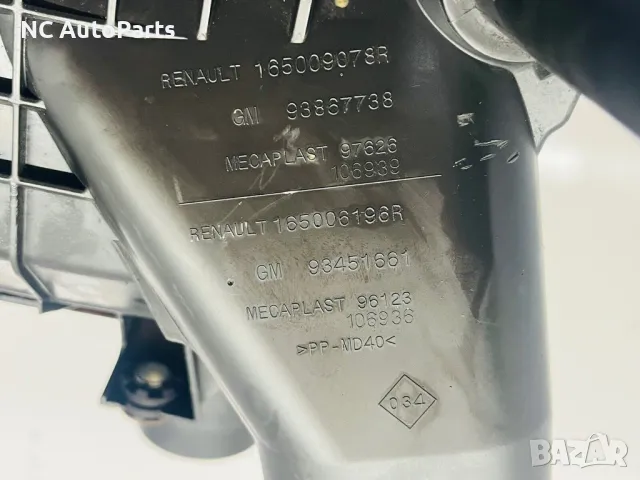 NC AutoParts
RENAULT 165009078R
GM 93867738
MECAPLAST 97626
106939
RENAULT 165006196R
GM 93451661
MECAPLAST 96123
106936
>PP-MD40<
034
BAZAR